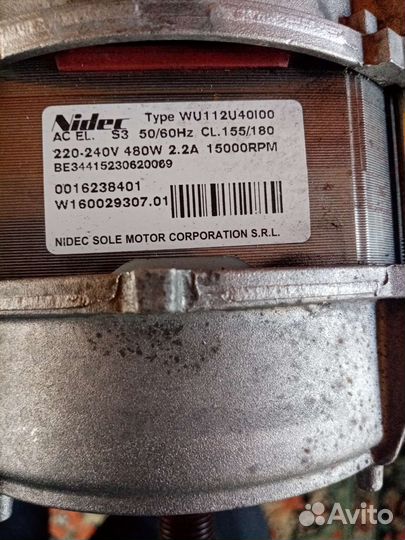 Nidec Type WU112U40I00
AC EL. S3 50/60Hz CL.155/180
220-240V 480W 2.2A 15000RPM
BE34415230620069
0016238401
W160029307.01
NIDEC SOLE MOTOR CORPORATION S.R.L.
Avito